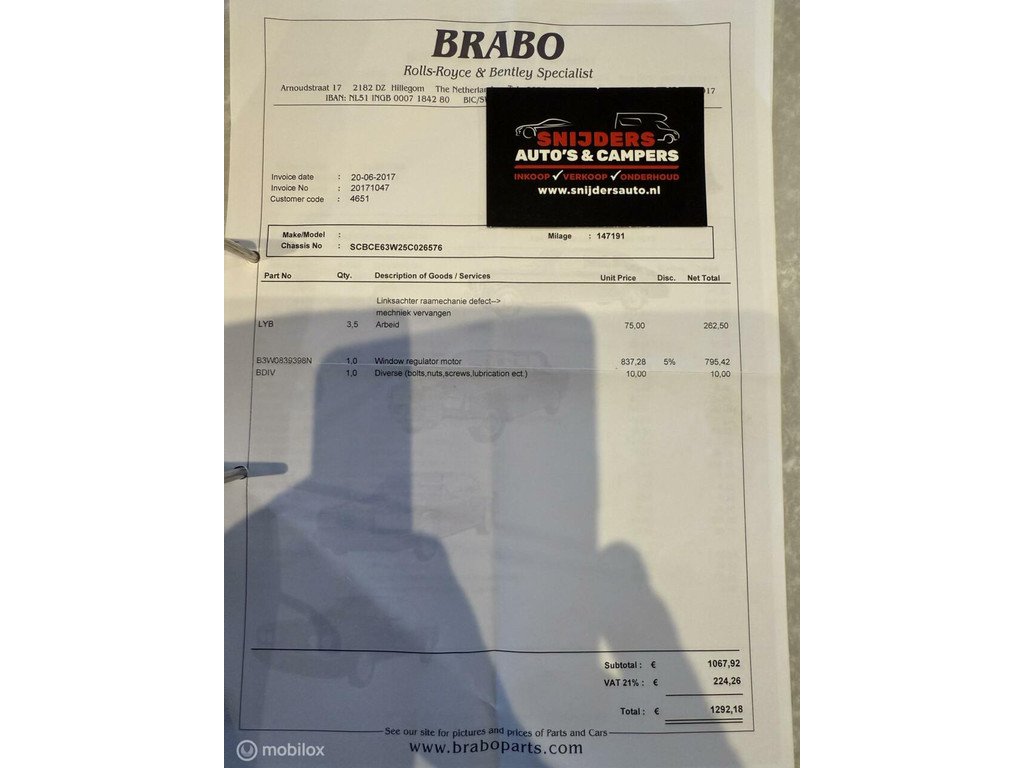 BRABO
Rolls-Royce & Bentley Specialist
Arnoudstraat 17 2182 DZ Hillegom The
IBAN: NL51 INGB 0007 1842 80
SNIJDERS
AUTO'S & CAMPERS
INKOOP VERKOOP ONDERHOUD
www.snijdersauto.nl
Invoice date : 20-06-2017
Invoice No : 20171047
Customer code : 4651
Make/Model : Milage : 147191
Chassis No : SCBCE63W25C026576
Part No Qty. Description of Goods / Services Unit Price Disc. Net Total
Linksachter raamechanie defect-->
mechniek vervangen
LYB 3,5 Arbeid 75,00 262,50
B3W0839396N 1,0 Window regulator motor 837,28 5% 795,42
BDIV 1,0 Diverse (bolts,nuts,screws,lubrication ect.) 10,00 10,00
Subtotal : € 1067,92
VAT 21% : € 224,26
Total : € 1292,18
See our site for pictures and prices of Parts and Cars
www.braboparts.com
mobilox